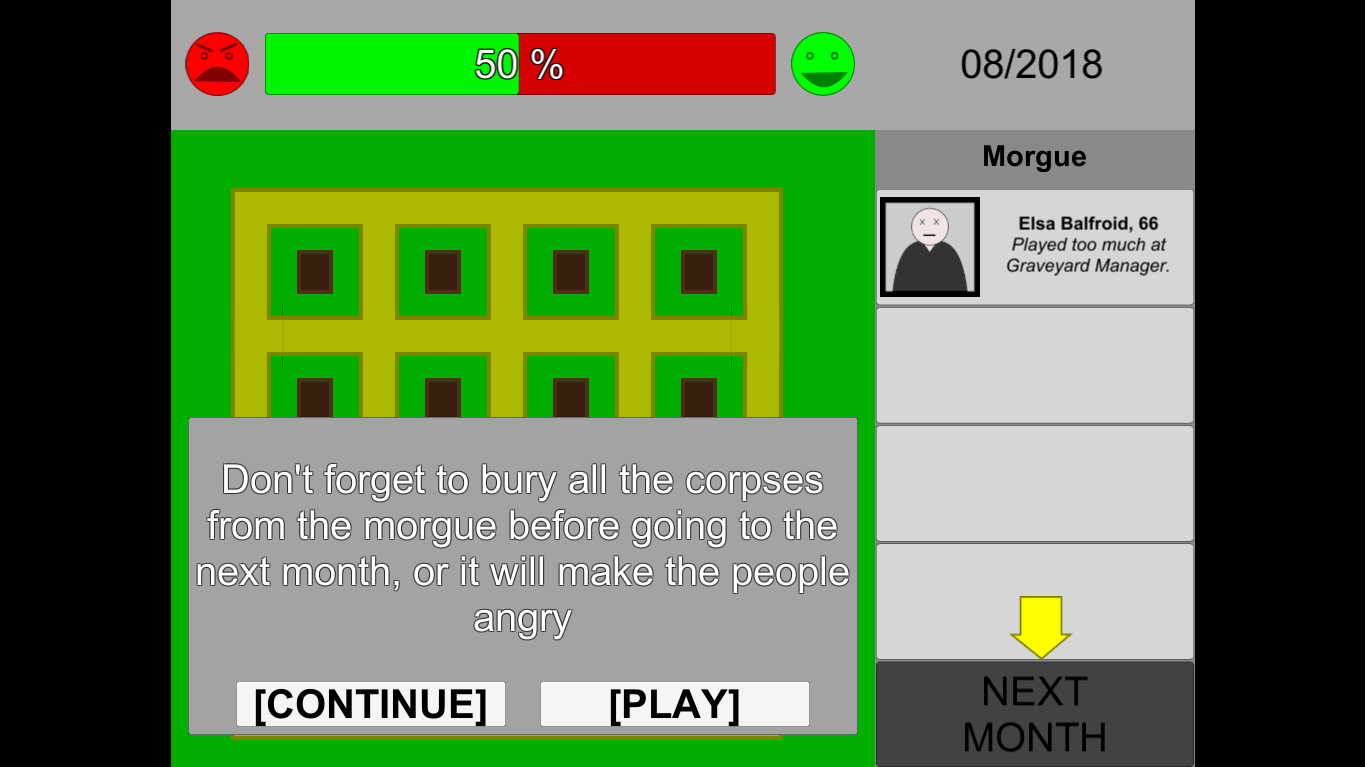 50 %
08/2018
Morgue
Elsa Balfroid, 66
Played too much at
Graveyard Manager.
Don't forget to bury all the corpses
from the morgue before going to the
next month, or it will make the people
angry
[CONTINUE]
[PLAY]
NEXT
MONTH